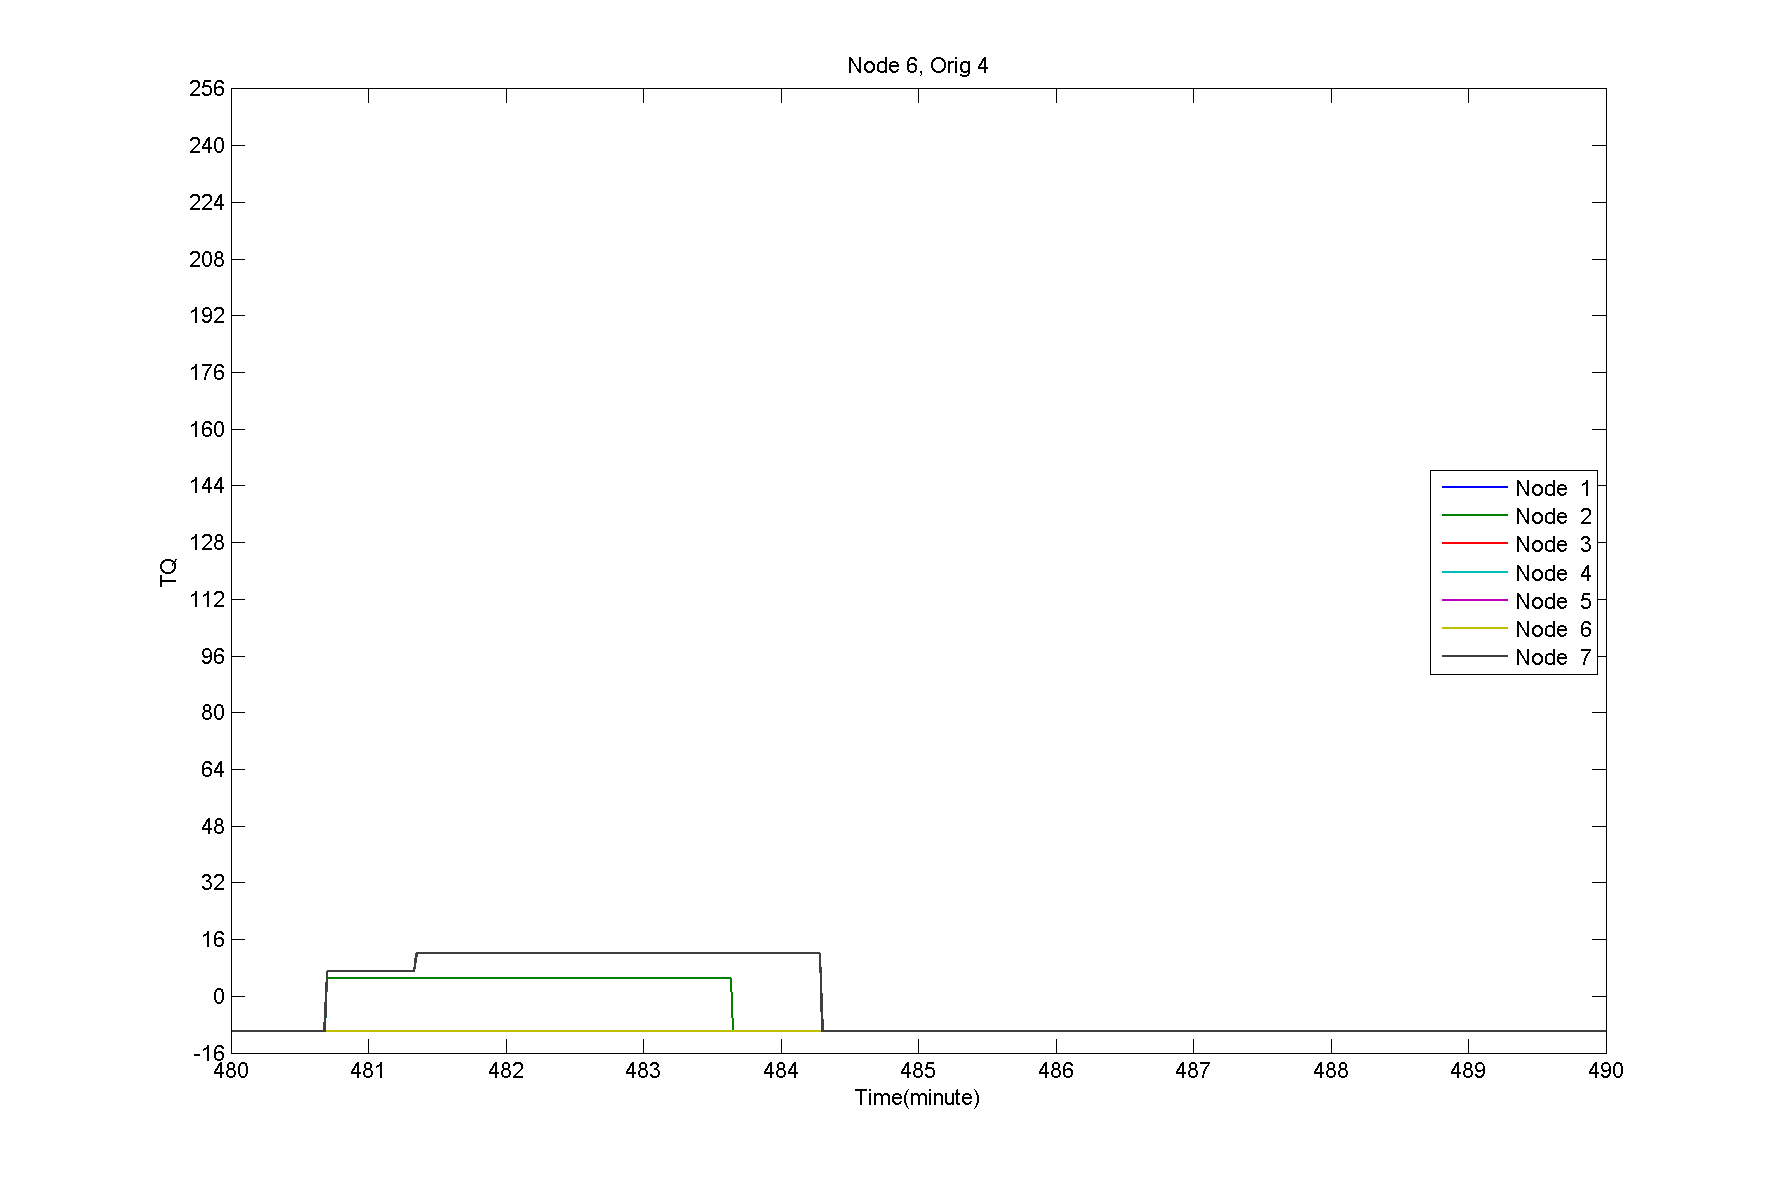 Node 6, Orig 4
256
240
224
208
192
176
160
144
128
112
96
80
64
48
32
16
0
-16
TQ
Node 1
Node 2
Node 3
Node 4
Node 5
Node 6
Node 7
480 481 482 483 484 485 486 487 488 489 490
Time(minute)